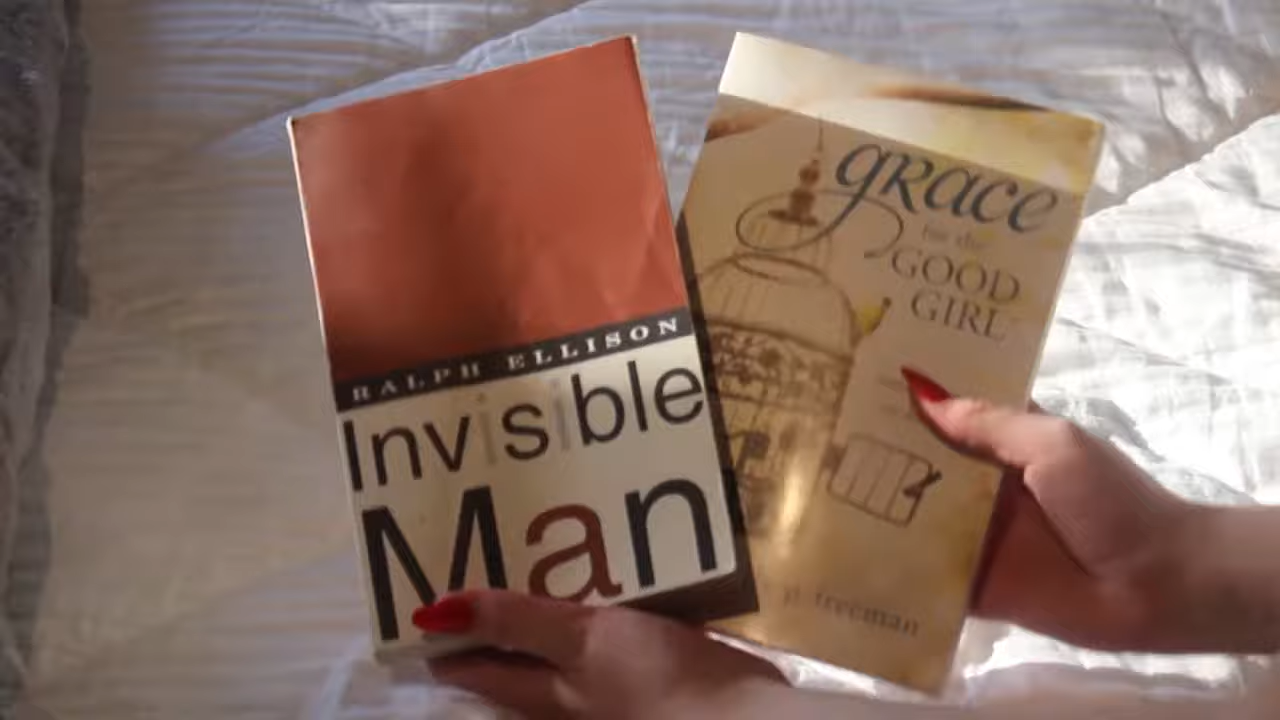 RALPH ELLISON
Invisible
Man
grace
for the
GOOD
GIRL
freeman